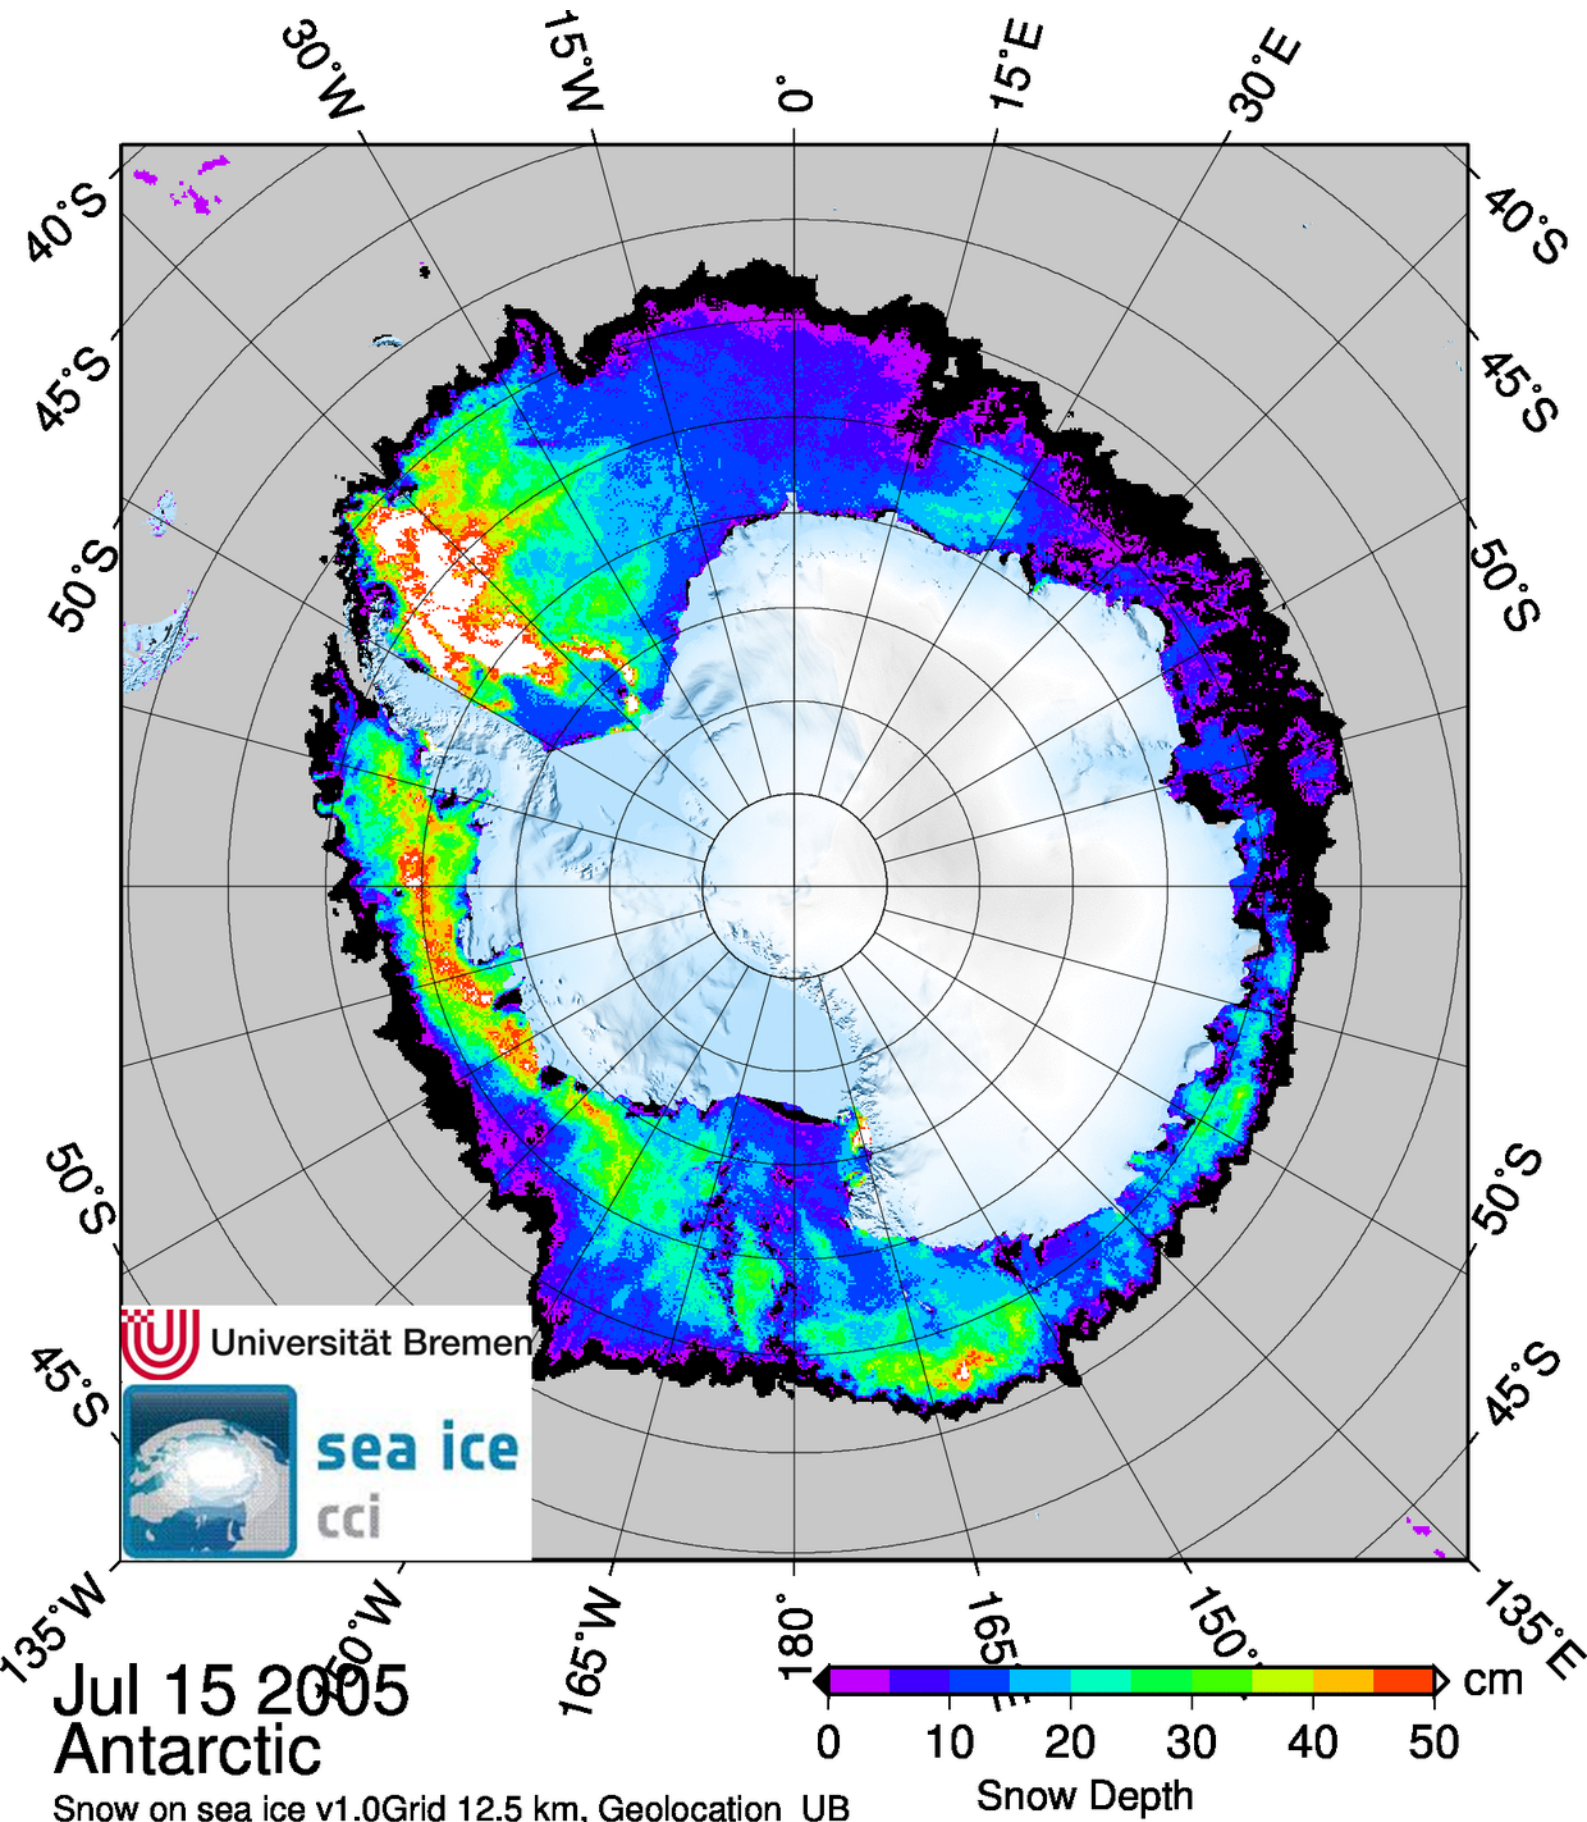 30°W 15°W 0° 15°E 30°E
40°S 40°S
45°S 45°S
50°S 50°S
50°S 50°S
45°S 45°S
Universität Bremen
sea ice
cci
135°W 150°W 165°W 180° 165°E 150° 135°E
Jul 15 2005
Antarctic
Snow on sea ice v1.0Grid 12.5 km, Geolocation UB
cm
0 10 20 30 40 50
Snow Depth